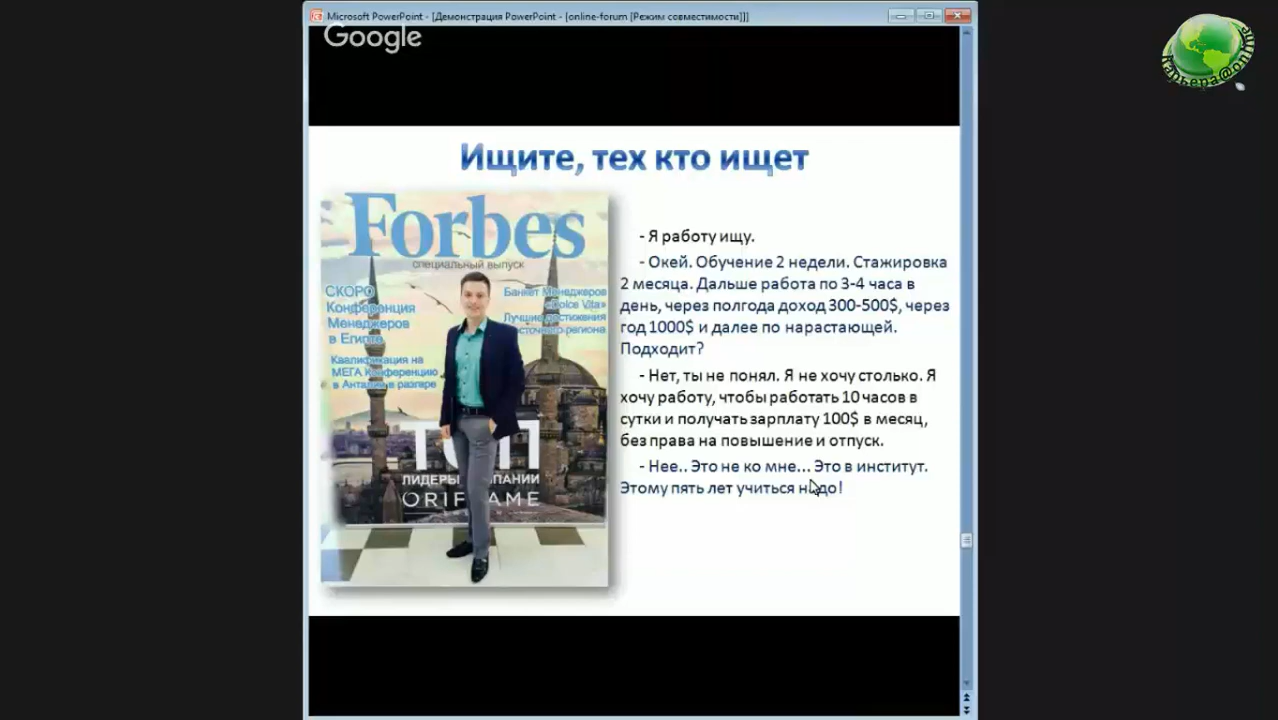 Microsoft PowerPoint - [Демонстрация PowerPoint - [online-forum [Режим совместимости]]]
Google
Карьера@online
Ищите, тех кто ищет
Forbes
специальный выпуск
СКОРО
Конференция
Менеджеров
в Египте
Квалификация на
МЕГА Конференцию
в Анталии в разгаре
Банкет Менеджеров
«Dolce Vita»
Лучшие достижения
ТОП
ЛИДЕРЫ КОМПАНИИ
ORIFLAME
- Я работу ищу.
- Окей. Обучение 2 недели. Стажировка
2 месяца. Дальше работа по 3-4 часа в
день, через полгода доход 300-500$, через
год 1000$ и далее по нарастающей.
Подходит?
- Нет, ты не понял. Я не хочу столько. Я
хочу работу, чтобы работать 10 часов в
сутки и получать зарплату 100$ в месяц,
без права на повышение и отпуск.
- Нее.. Это не ко мне... Это в институт.
Этому пять лет учиться надо!